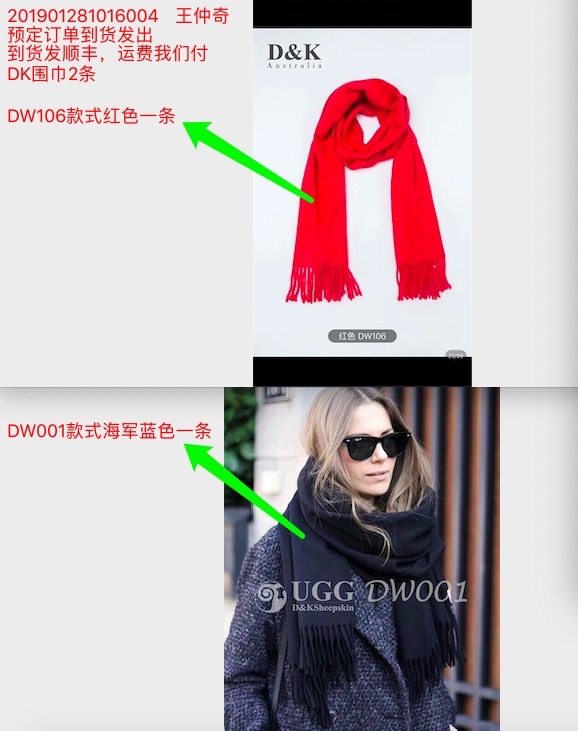 201901281016004 王仲奇
预定订单到货发出
到货发顺丰，运费我们付
DK围巾2条
DW106款式红色一条
D&K
Australia
红色 DW106
DW001款式海军蓝色一条
UGG DW001
D&KSheepskin